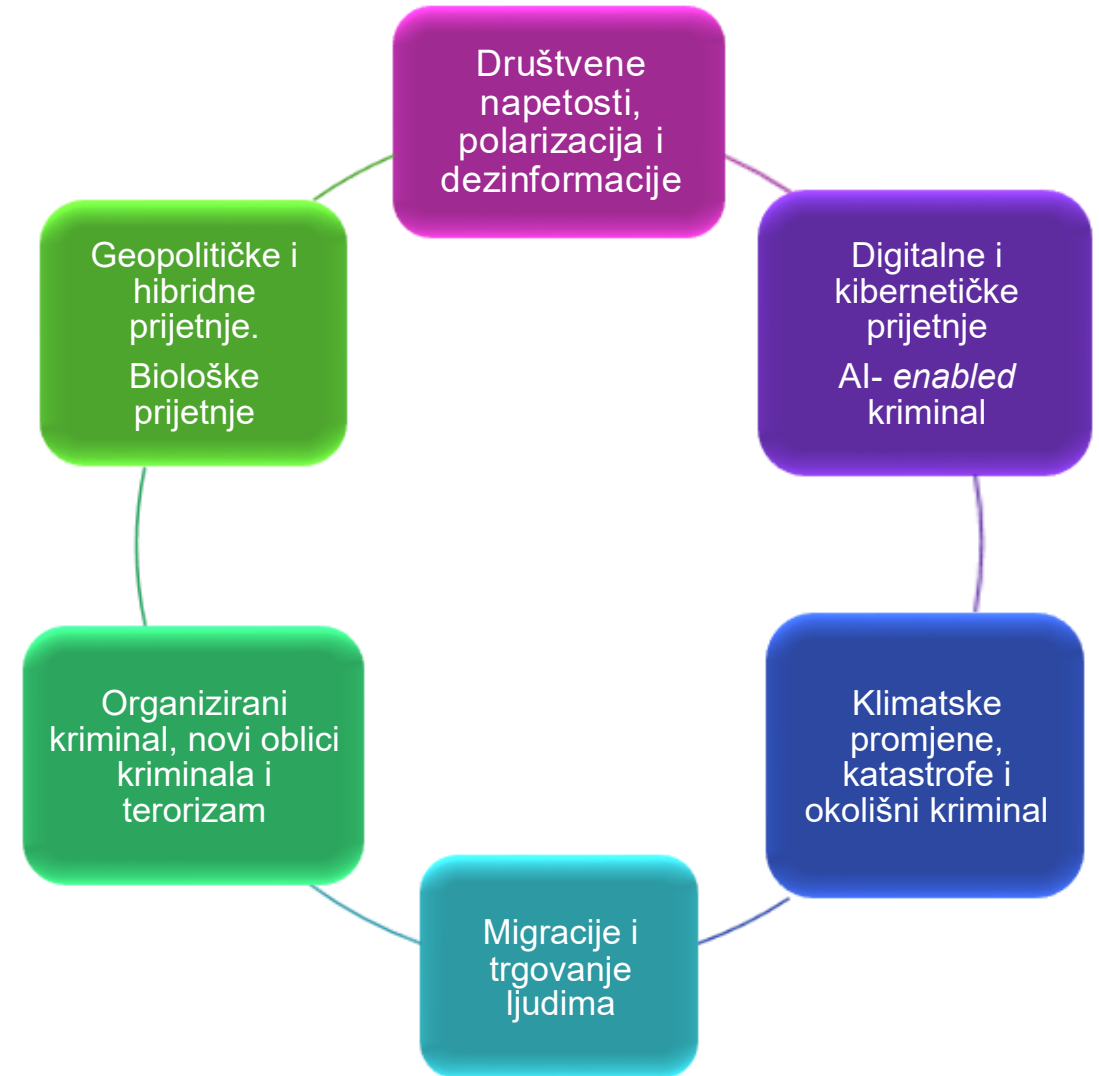 Društvene
napetosti,
polarizacija i
dezinformacije
Digitalne i
kibernetičke
prijetnje
AI- enabled
kriminal
Klimatske
promjene,
katastrofe i
okolišni kriminal
Migracije i
trgovanje
ljudima
Organizirani
kriminal, novi oblici
kriminala i
terorizam
Geopolitičke i
hibridne
prijetnje.
Biološke
prijetnje